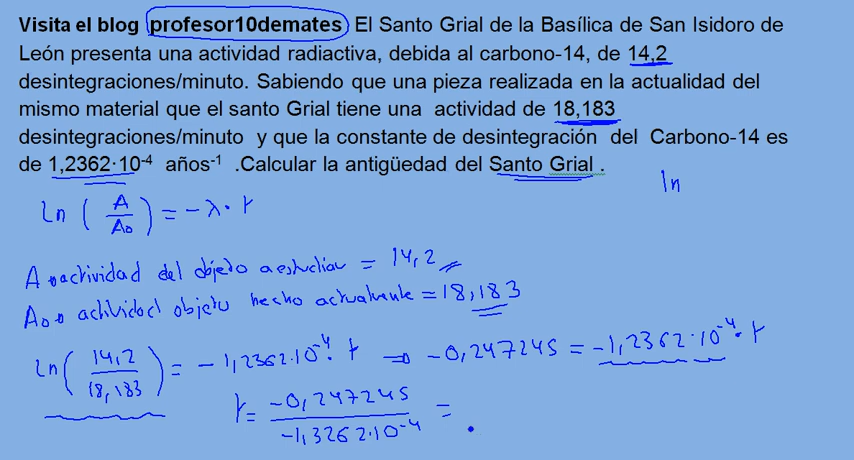 Visita el blog profesor10demates El Santo Grial de la Basílica de San Isidoro de
León presenta una actividad radiactiva, debida al carbono-14, de 14,2
desintegraciones/minuto. Sabiendo que una pieza realizada en la actualidad del
mismo material que el santo Grial tiene una actividad de 18,183
desintegraciones/minuto y que la constante de desintegración del Carbono-14 es
de 1,2362·10⁻⁴ años⁻¹ .Calcular la antigüedad del Santo Grial .
ln
Ln ( A / A₀ ) = -λ · t
A → actividad del objeto a estudiar = 14,2
A₀ → actividad objeto hecho actualmente = 18,183
Ln ( 14,2 / 18,183 ) = -1,2362·10⁻⁴ · t ⇒ -0,247245 = -1,2362·10⁻⁴ · t
t = -0,247245 / -1,3262·10⁻⁴ =